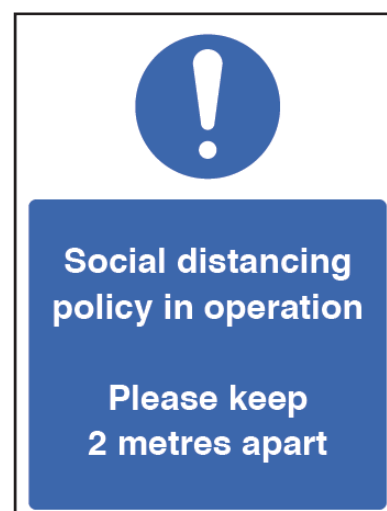 Social distancing
policy in operation
Please keep
2 metres apart